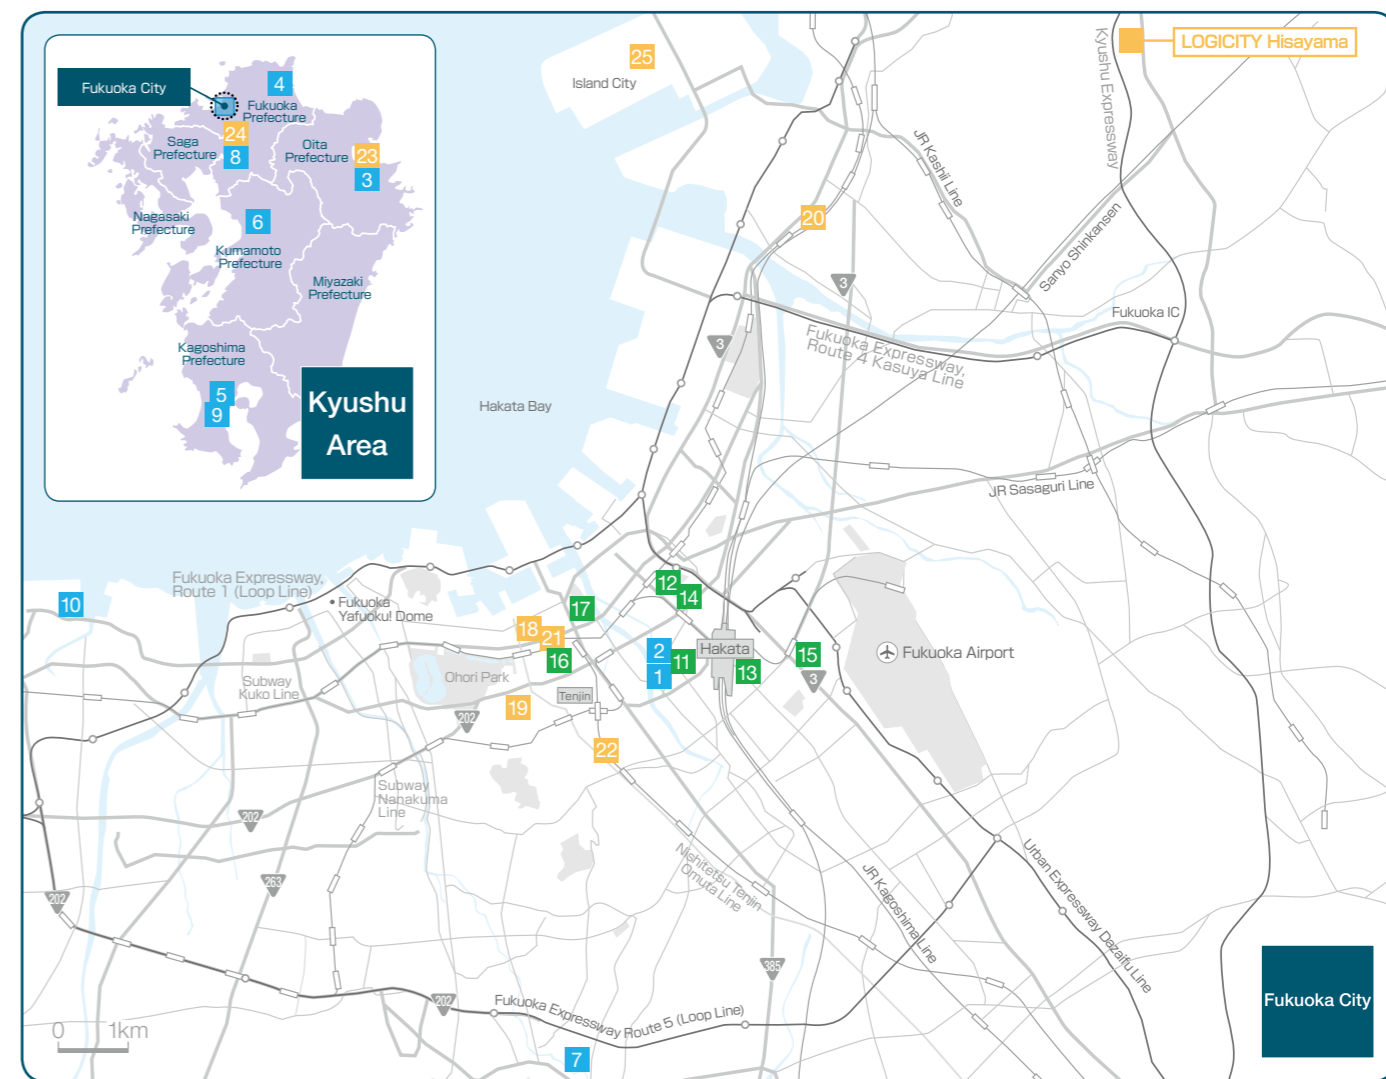 Fukuoka City
4
Fukuoka
Prefecture
24
Saga
Prefecture
8
Oita
Prefecture
23
3
Nagasaki
Prefecture
6
Kumamoto
Prefecture
Miyazaki
Prefecture
Kagoshima
Prefecture
5
9
Kyushu
Area
25
Island City
LOGICITY Hisayama
Kyushu Expressway
JR Kashii Line
20
Sanyo Shinkansen
3
Fukuoka IC
3
Fukuoka Expressway,
Route 4 Kasuya Line
Hakata Bay
JR Sasaguri Line
Fukuoka Expressway,
Route 1 (Loop Line)
10
Fukuoka
Yafuoku! Dome
12
14
17
18
21
16
2
1
11
Hakata
13
15
3
Fukuoka Airport
Subway
Kuko Line
Ohori Park
Tenjin
19
202
22
Subway
Nanakuma
Line
202
263
202
Nishitetsu Tenjin
Omuta Line
JR Kagoshima Line
Urban Expressway Dazaifu Line
385
202
Fukuoka Expressway Route 5 (Loop Line)
7
0 1km
Fukuoka City